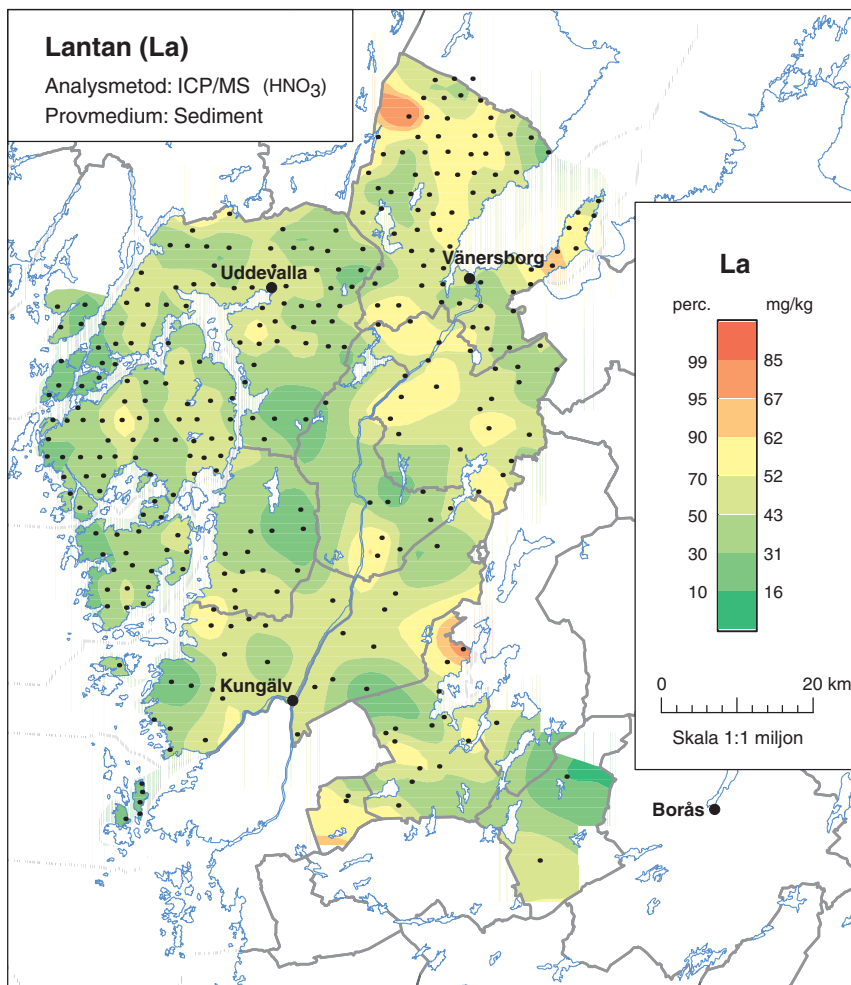 Lantan (La)
Analysmetod: ICP/MS (HNO3)
Provmedium: Sediment
Uddevalla
Vänersborg
Kungälv
Borås
La
perc. mg/kg
99 85
95 67
90 62
70 52
50 43
30 31
10 16
0 20 km
Skala 1:1 miljon